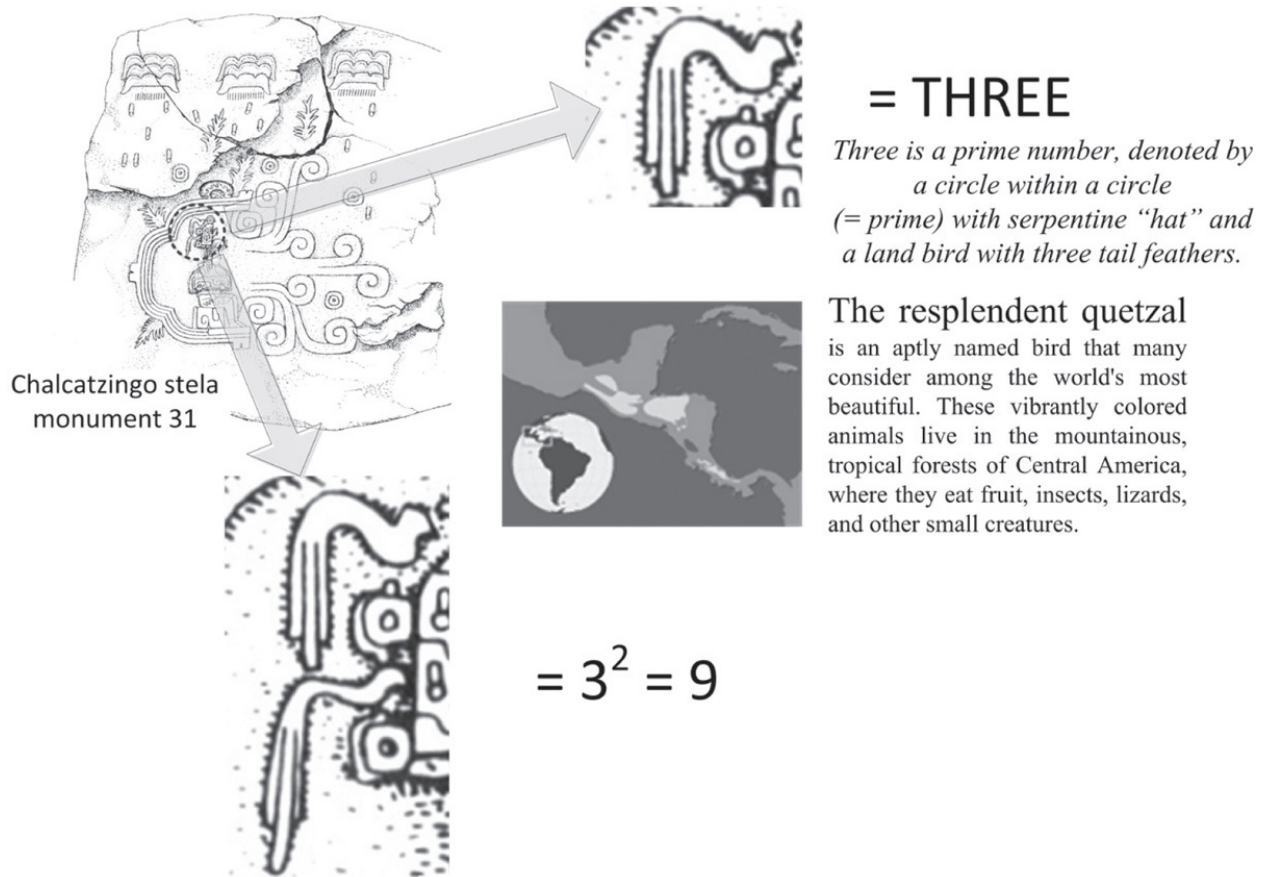 = THREE
Three is a prime number, denoted by
a circle within a circle
(= prime) with serpentine “hat” and
a land bird with three tail feathers.
The resplendent quetzal
is an aptly named bird that many
consider among the world's most
beautiful. These vibrantly colored
animals live in the mountainous,
tropical forests of Central America,
where they eat fruit, insects, lizards,
and other small creatures.
Chalcatzingo stela
monument 31
= 3² = 9